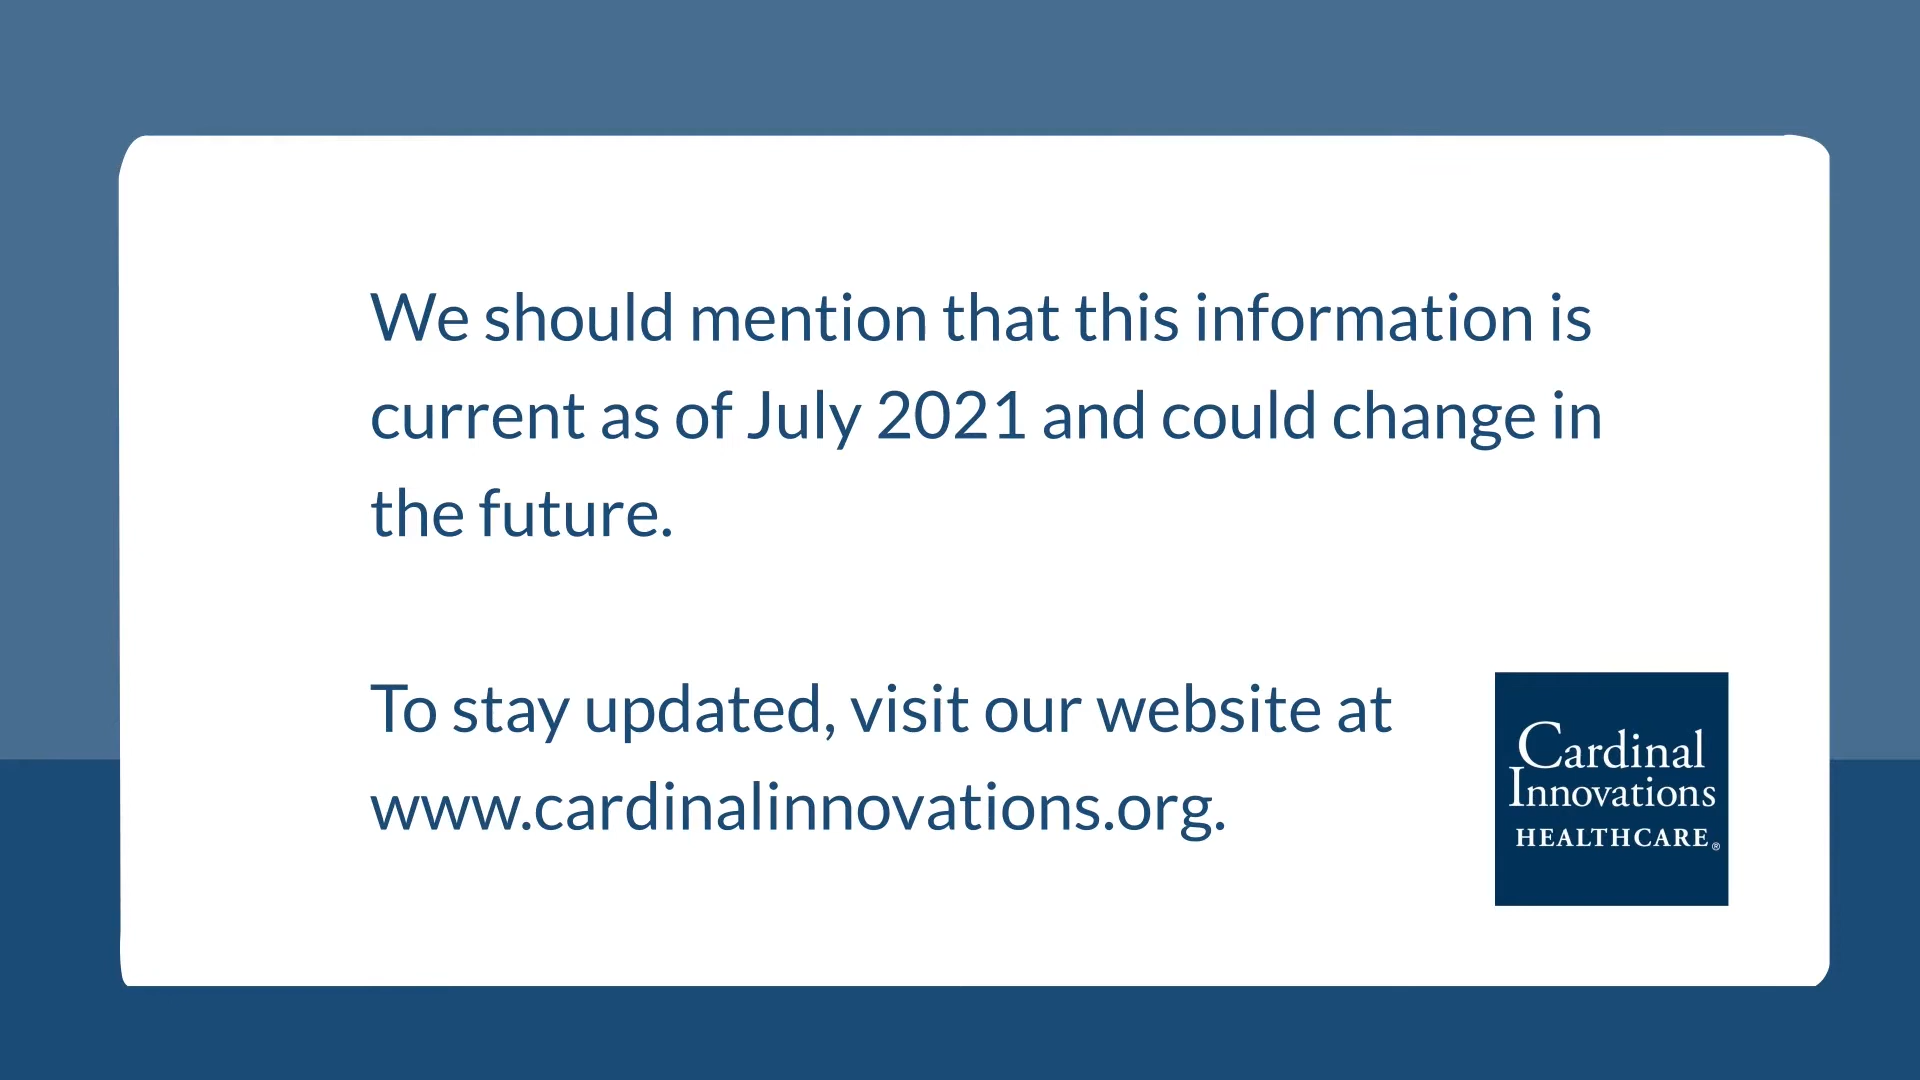 We should mention that this information is
current as of July 2021 and could change in
the future.
To stay updated, visit our website at
www.cardinalinnovations.org.
Cardinal
Innovations
HEALTHCARE®